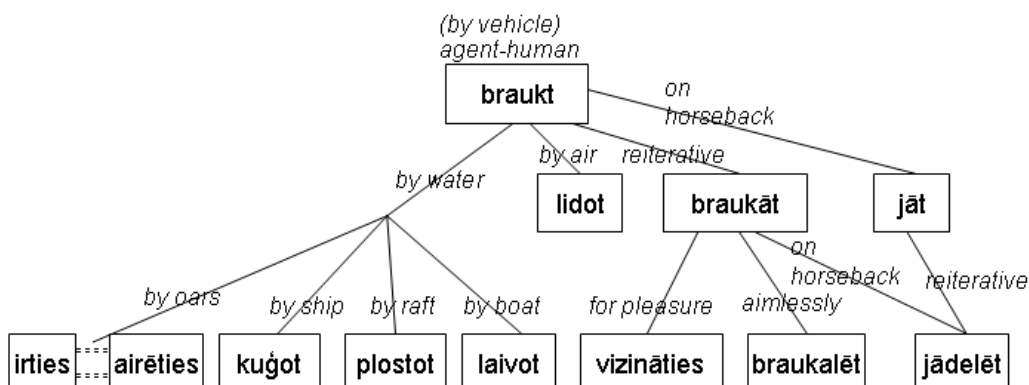 (by vehicle)
agent-human
braukt
on
horseback
by air
reiterative
by water
lidot
braukāt
jāt
on
horseback
by oars
by ship
by raft
by boat
for pleasure
aimlessly
reiterative
irties
airēties
kuģot
plostot
laivot
vizināties
braukalēt
jādelēt